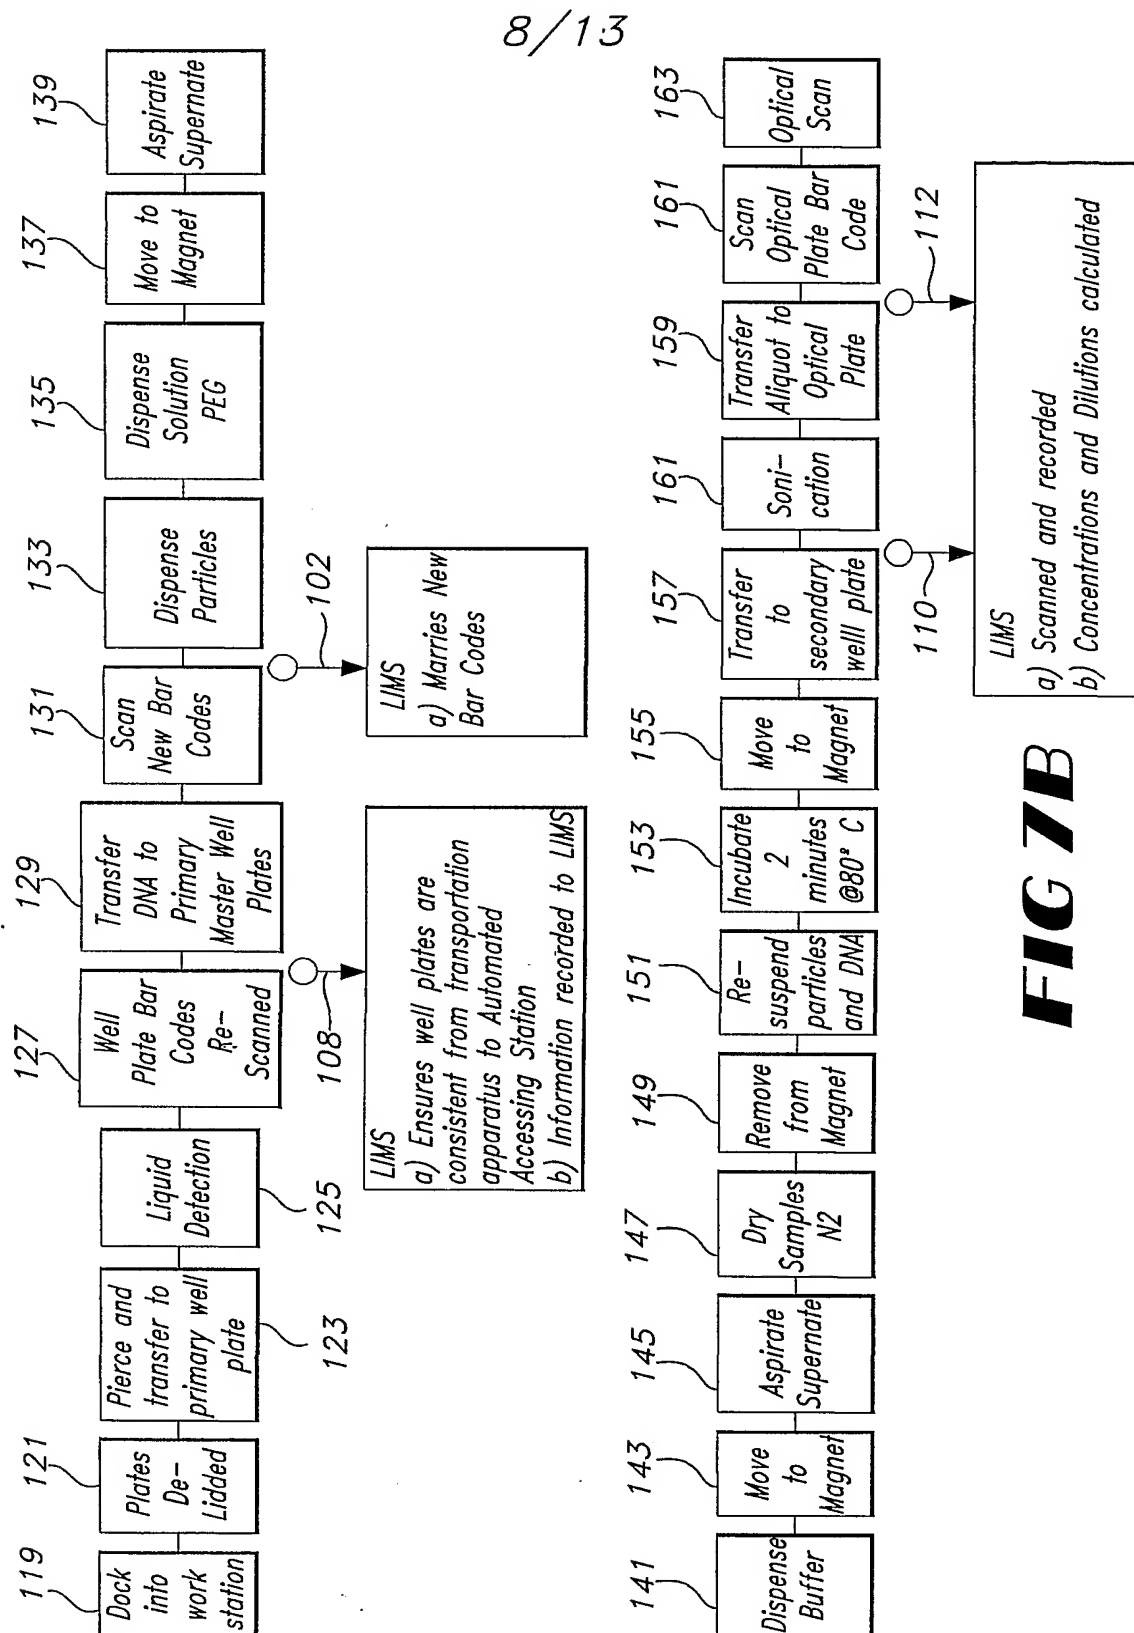 8/13
119
Dock
into
work
station
121
Plates
De-
Lidded
Pierce and
transfer to
primary well
plate
123
Liquid
Detection
125
127
Well
Plate Bar
Codes
Re-
Scanned
108
LIMS
a) Ensures well plates are
consistent from transportation
apparatus to Automated
Accessing Station
b) Information recorded to LIMS
129
Transfer
DNA to
Primary
Master Well
Plates
131
Scan
New Bar
Codes
102
LIMS
a) Marries New
Bar Codes
133
Dispense
Particles
135
Dispense
Solution
PEG
137
Move to
Magnet
139
Aspirate
Supernate
141
Dispense
Buffer
143
Move
to
Magnet
145
Aspirate
Supernate
147
Dry
Samples
N2
149
Remove
from
Magnet
151
Re-
suspend
particles
and DNA
153
Incubate
2
minutes
@80° C
155
Move
to
Magnet
157
Transfer
to
secondary
welll plate
110
161
Soni-
cation
159
Transfer
Aliquot to
Optical
Plate
112
161
Scan
Optical
Plate Bar
Code
163
Optical
Scan
LIMS
a) Scanned and recorded
b) Concentrations and Dilutions calculated
FIG 7B